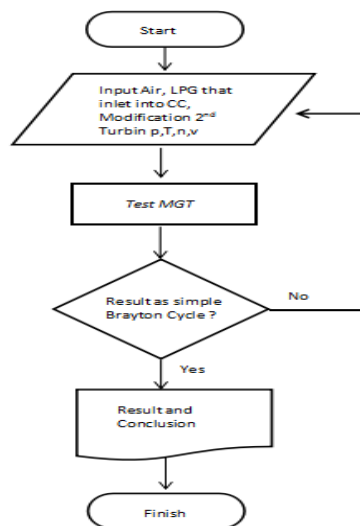 Start
Input Air, LPG that
inlet into CC,
Modification 2nd
Turbin p,T,n,v
Test MGT
Result as simple
Brayton Cycle ?
No
Yes
Result and
Conclusion
Finish